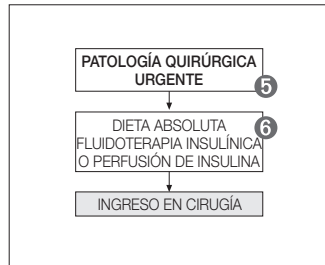 PATOLOGÍA QUIRÚRGICA
URGENTE
5
DIETA ABSOLUTA
6
FLUIDOTERAPIA INSULÍNICA
O PERFUSIÓN DE INSULINA
INGRESO EN CIRUGÍA